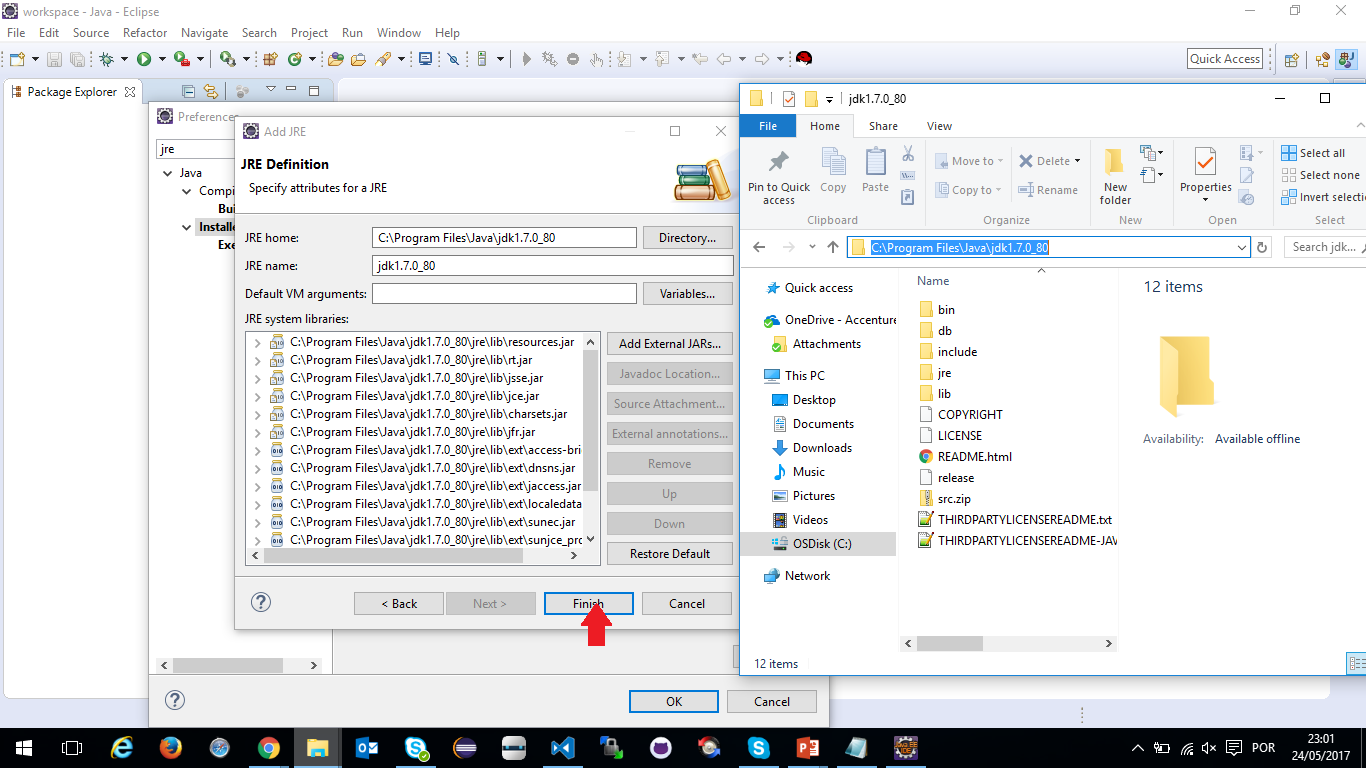 workspace - Java - Eclipse
File Edit Source Refactor Navigate Search Project Run Window Help
Quick Access
Package Explorer
Preferences
jre
Java
Installe
Add JRE
JRE Definition
Specify attributes for a JRE
JRE home: C:\Program Files\Java\jdk1.7.0_80 Directory...
JRE name: jdk1.7.0_80
Default VM arguments: Variables...
JRE system libraries:
C:\Program Files\Java\jdk1.7.0_80\jre\lib\resources.jar
C:\Program Files\Java\jdk1.7.0_80\jre\lib\rt.jar
C:\Program Files\Java\jdk1.7.0_80\jre\lib\jsse.jar
C:\Program Files\Java\jdk1.7.0_80\jre\lib\jce.jar
C:\Program Files\Java\jdk1.7.0_80\jre\lib\charsets.jar
C:\Program Files\Java\jdk1.7.0_80\jre\lib\jfr.jar
C:\Program Files\Java\jdk1.7.0_80\jre\lib\ext\access-bri
C:\Program Files\Java\jdk1.7.0_80\jre\lib\ext\dnsns.jar
C:\Program Files\Java\jdk1.7.0_80\jre\lib\ext\jaccess.jar
C:\Program Files\Java\jdk1.7.0_80\jre\lib\ext\localedata
C:\Program Files\Java\jdk1.7.0_80\jre\lib\ext\sunec.jar
C:\Program Files\Java\jdk1.7.0_80\jre\lib\ext\sunjce_pro
Add External JARs...
Javadoc Location...
Source Attachment...
External annotations...
Remove
Up
Down
Restore Default
< Back Next > Finish Cancel
OK Cancel
jdk1.7.0_80
File Home Share View
Pin to Quick access
Copy
Paste
Clipboard
Move to
Copy to
Delete
Rename
Organize
New folder
New
Properties
Open
Select all
Select none
Invert selecti
Select
C:\Program Files\Java\jdk1.7.0_80
Search jdk...
Quick access
OneDrive - Accenture
Attachments
This PC
Desktop
Documents
Downloads
Music
Pictures
Videos
OSDisk (C:)
Network
Name
bin
db
include
jre
lib
COPYRIGHT
LICENSE
README.html
release
src.zip
THIRDPARTYLICENSEREADME.txt
THIRDPARTYLICENSEREADME-JAV
12 items
Availability: Available offline
12 items
POR
23:01
24/05/2017